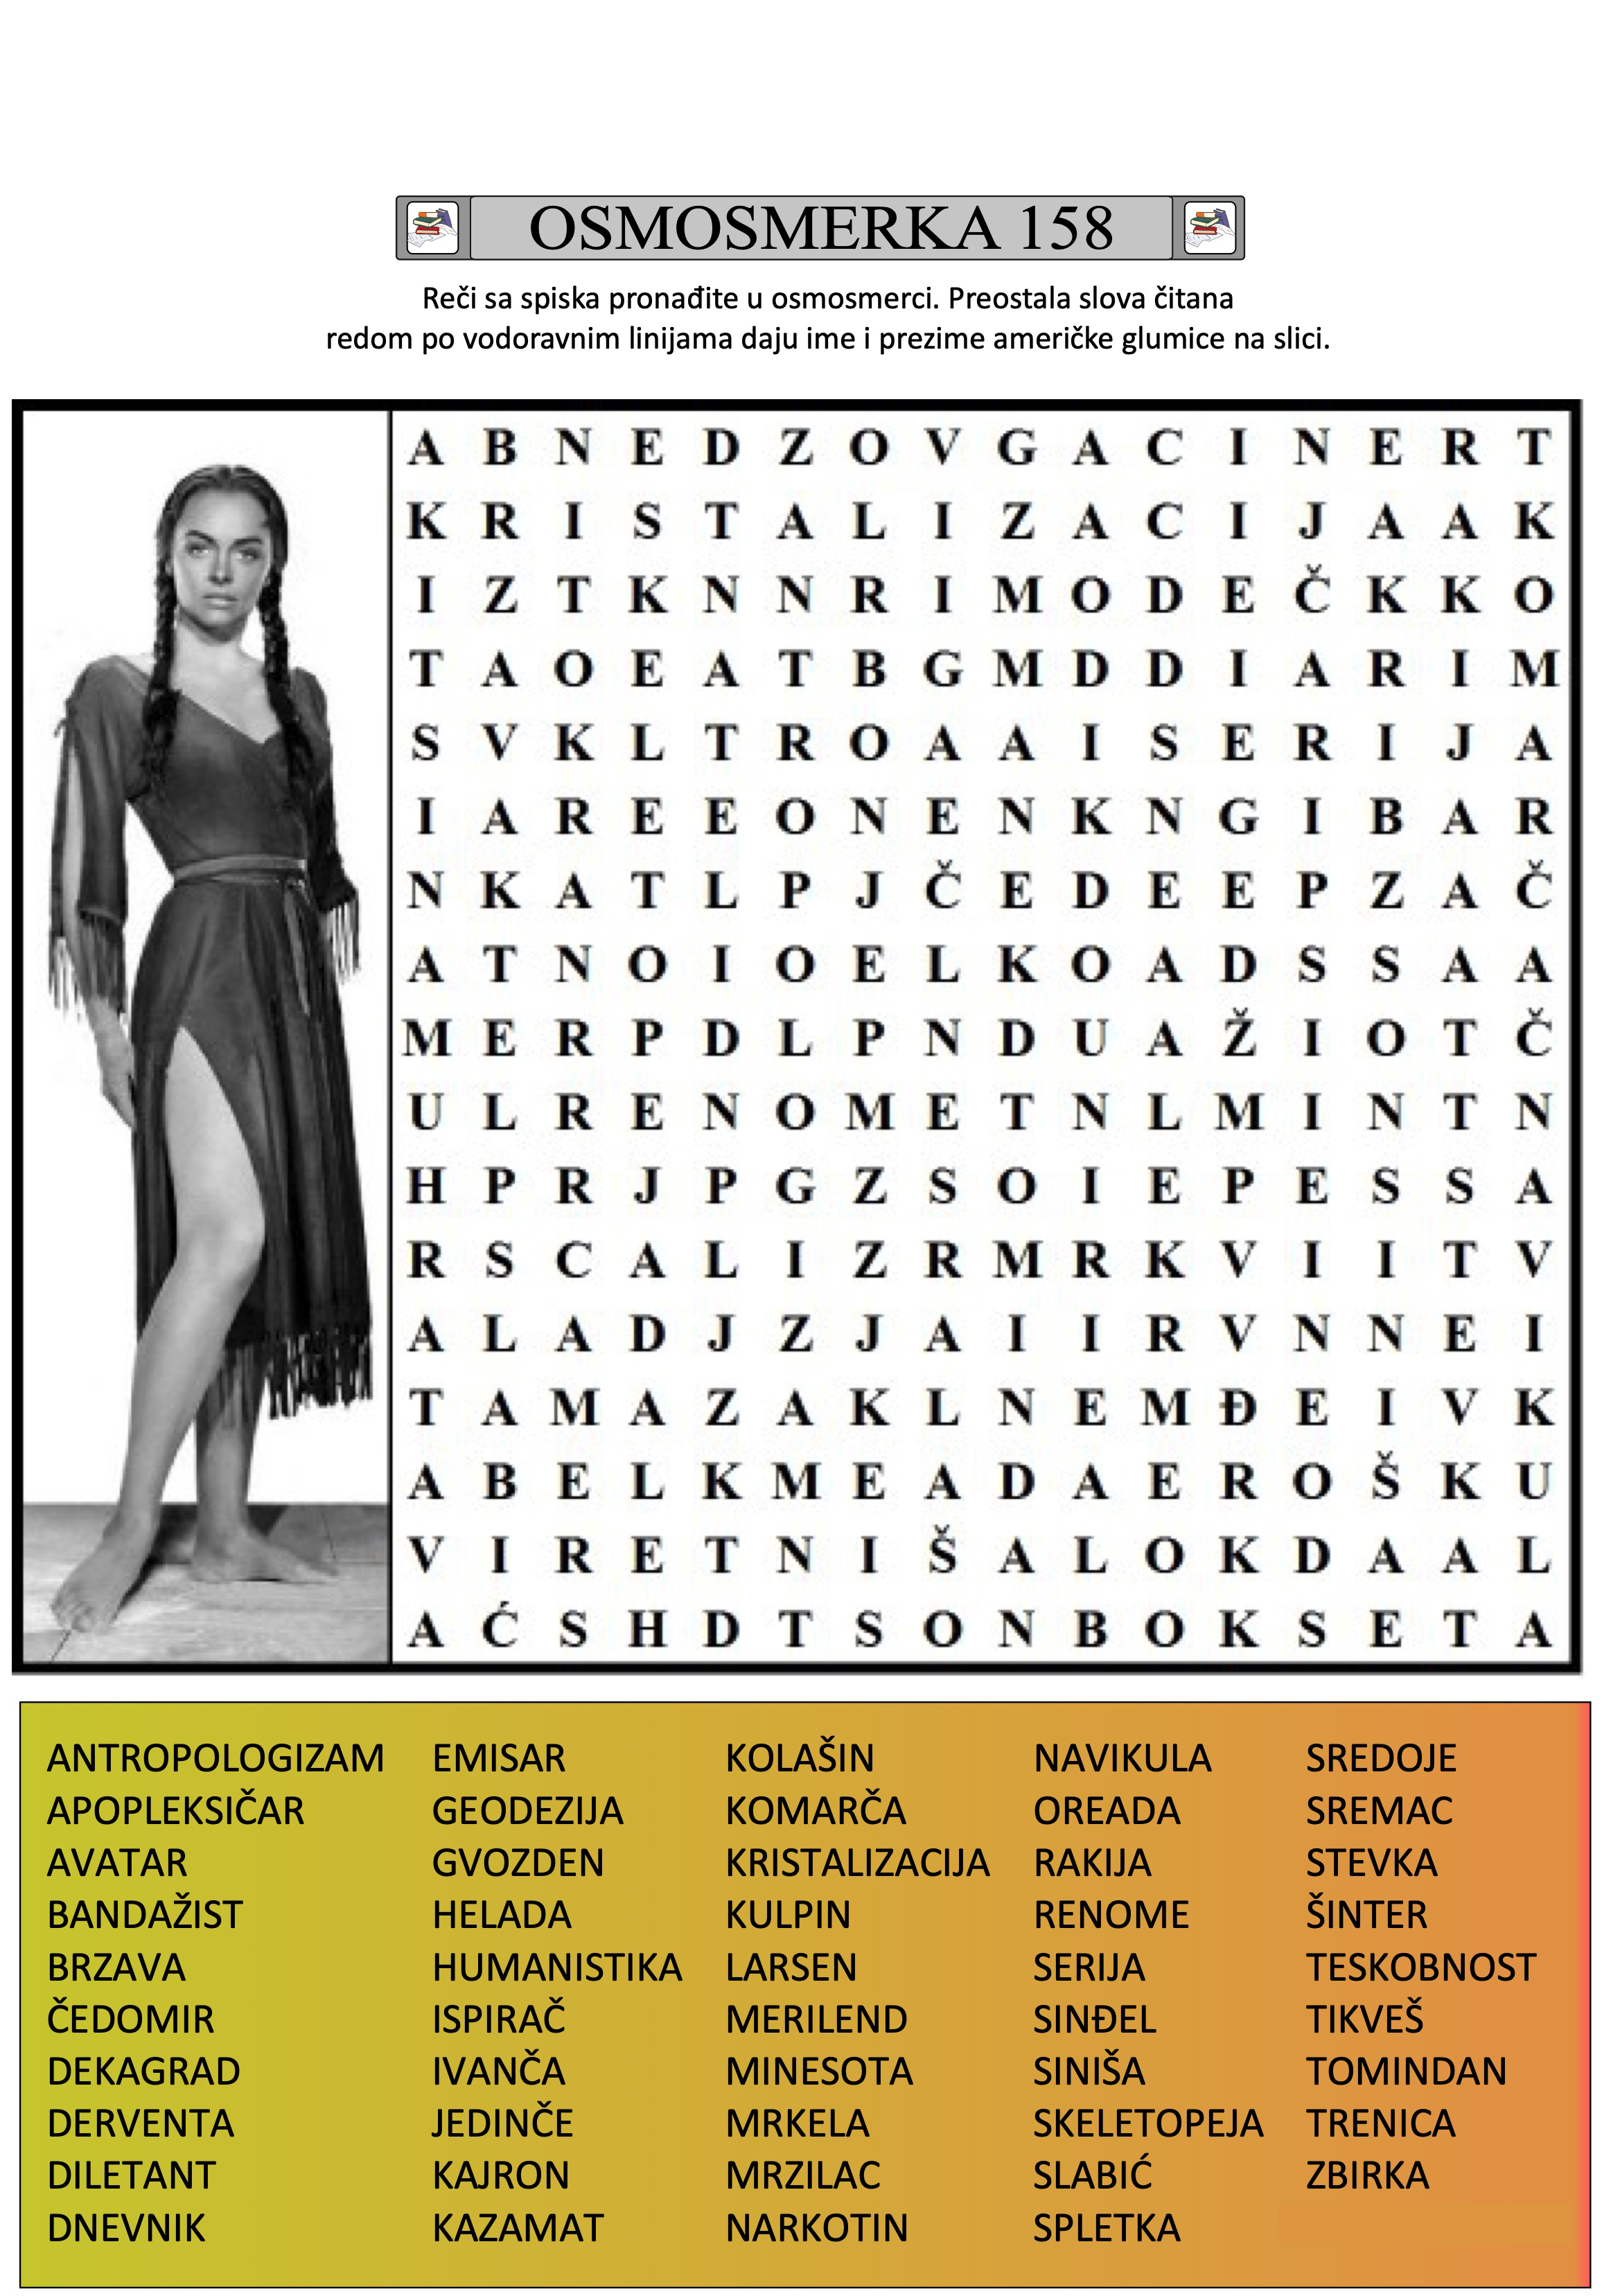 OSMOSMERKA 158
Reči sa spiska pronađite u osmosmerci. Preostala slova čitana
redom po vodoravnim linijama daju ime i prezime američke glumice na slici.
A B N E D Z O V G A C I N E R T
K R I S T A L I Z A C I J A A K
I Z T K N N R I M O D E Č K K O
T A O E A T B G M D D I A R I M
S V K L T R O A A I S E R I J A
I A R E E O N E N K N G I B A R
N K A T L P J Č E D E E P Z A Č
A T N O I O E L K O A D S S A A
M E R P D L P N D U A Ž I O T Č
U L R E N O M E T N L M I N T N
H P R J P G Z S O I E P E S S A
R S C A L I Z R M R K V I I T V
A L A D J Z J A I I R V N N E I
T A M A Z A K L N E M Đ E I V K
A B E L K M E A D A E R O Š K U
V I R E T N I Š A L O K D A A L
A Ć S H D T S O N B O K S E T A
ANTROPOLOGIZAM EMISAR KOLAŠIN NAVIKULA SREDOJE
APOPLEKSIČAR GEODEZIJA KOMARČA OREADA SREMAC
AVATAR GVOZDEN KRISTALIZACIJA RAKIJA STEVKA
BANDAŽIST HELADA KULPIN RENOME ŠINTER
BRZAVA HUMANISTIKA LARSEN SERIJA TESKOBNOST
ČEDOMIR ISPIRAČ MERILEND SINĐEL TIKVEŠ
DEKAGRAD IVANČA MINESOTA SINIŠA TOMINDAN
DERVENTA JEDINČE MRKELA SKELETOPEJA TRENICA
DILETANT KAJRON MRZILAC SLABIĆ ZBIRKA
DNEVNIK KAZAMAT NARKOTIN SPLETKA